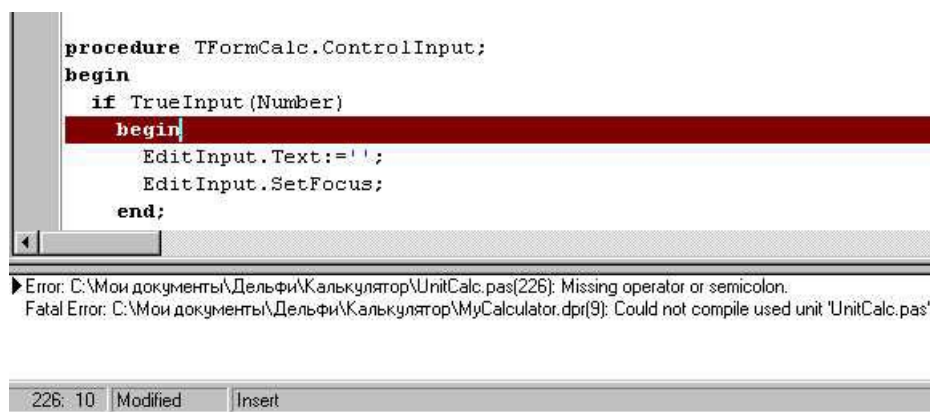 procedure TFormCalc.ControlInput;
begin
if TrueInput(Number)
begin
EditInput.Text:='';
EditInput.SetFocus;
end;
Error: C:\Мои документы\Дельфи\Калькулятор\UnitCalc.pas(226): Missing operator or semicolon.
Fatal Error: C:\Мои документы\Дельфи\Калькулятор\MyCalculator.dpr(9): Could not compile used unit 'UnitCalc.pas'
226: 10 Modified Insert